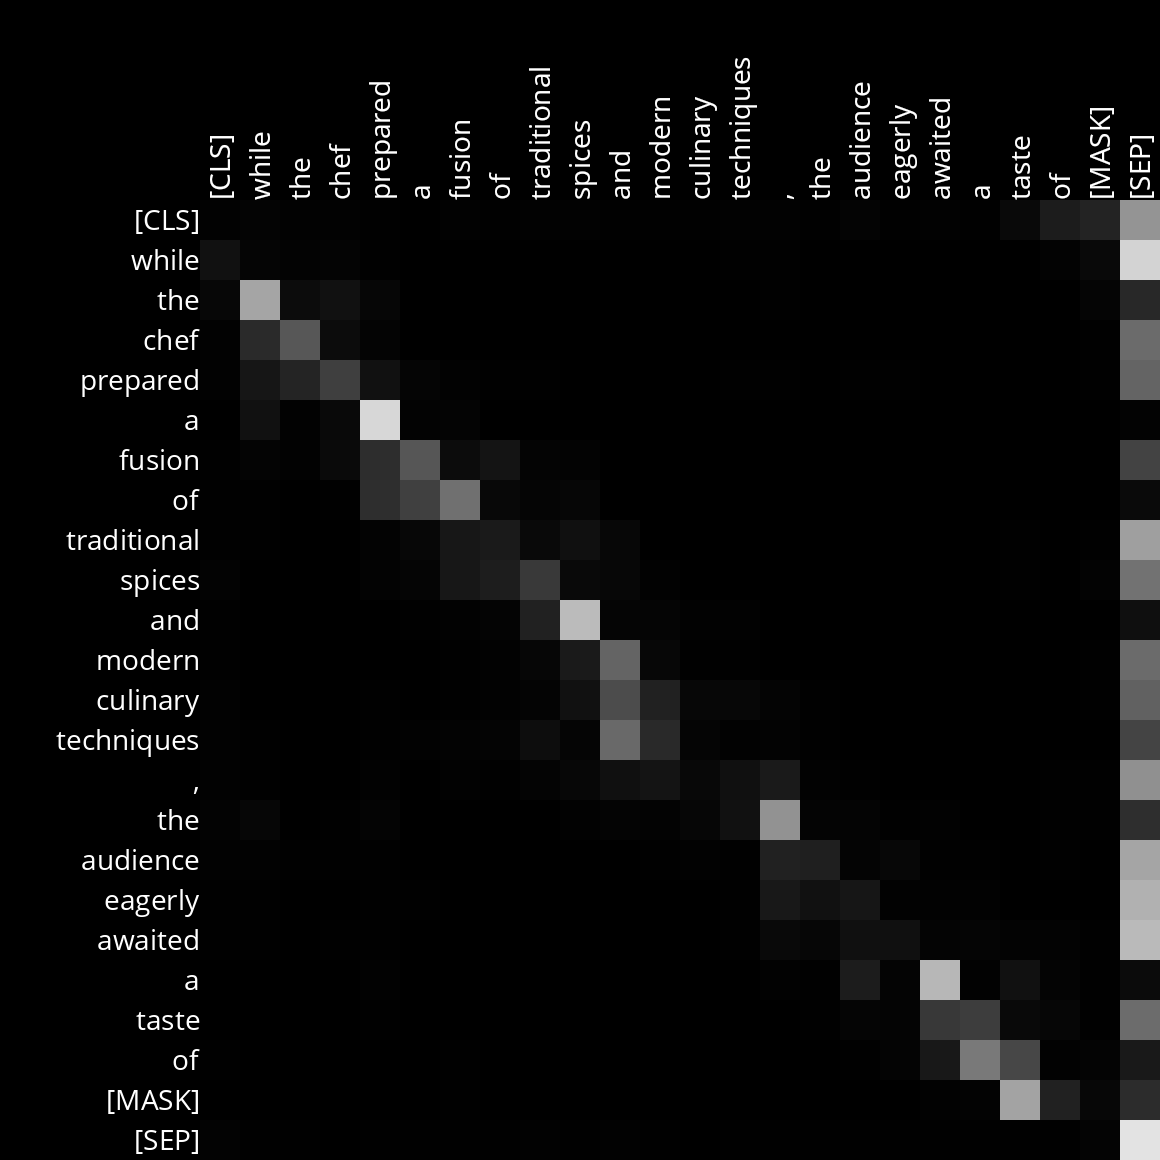 [CLS] while the chef prepared a fusion of traditional spices and modern culinary techniques , the audience eagerly awaited a taste of [MASK] [SEP]
[CLS]
while
the
chef
prepared
a
fusion
of
traditional
spices
and
modern
culinary
techniques
,
the
audience
eagerly
awaited
a
taste
of
[MASK]
[SEP]